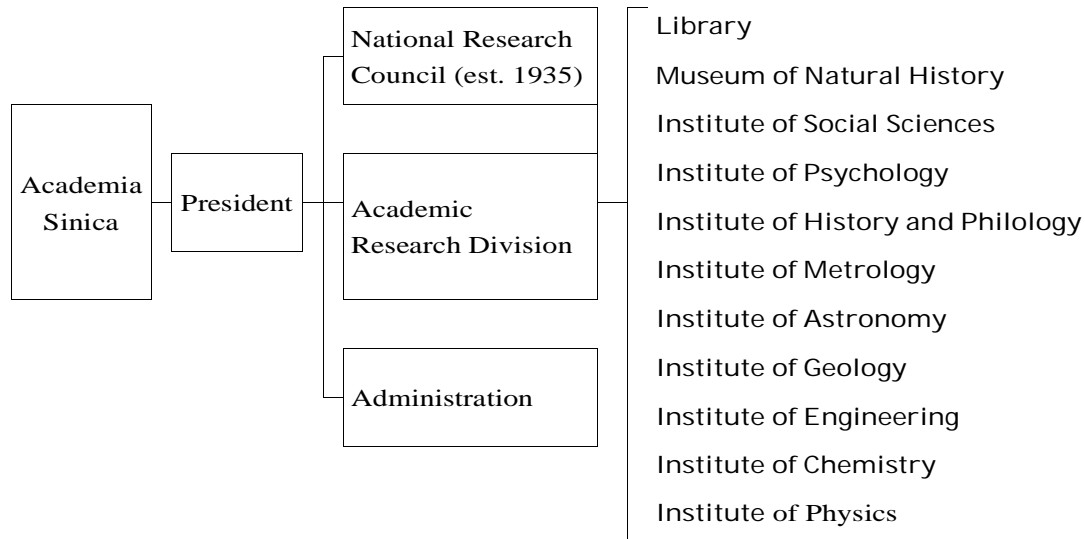 Academia
Sinica
President
National Research
Council (est. 1935)
Academic
Research Division
Administration
Library
Museum of Natural History
Institute of Social Sciences
Institute of Psychology
Institute of History and Philology
Institute of Metrology
Institute of Astronomy
Institute of Geology
Institute of Engineering
Institute of Chemistry
Institute of Physics